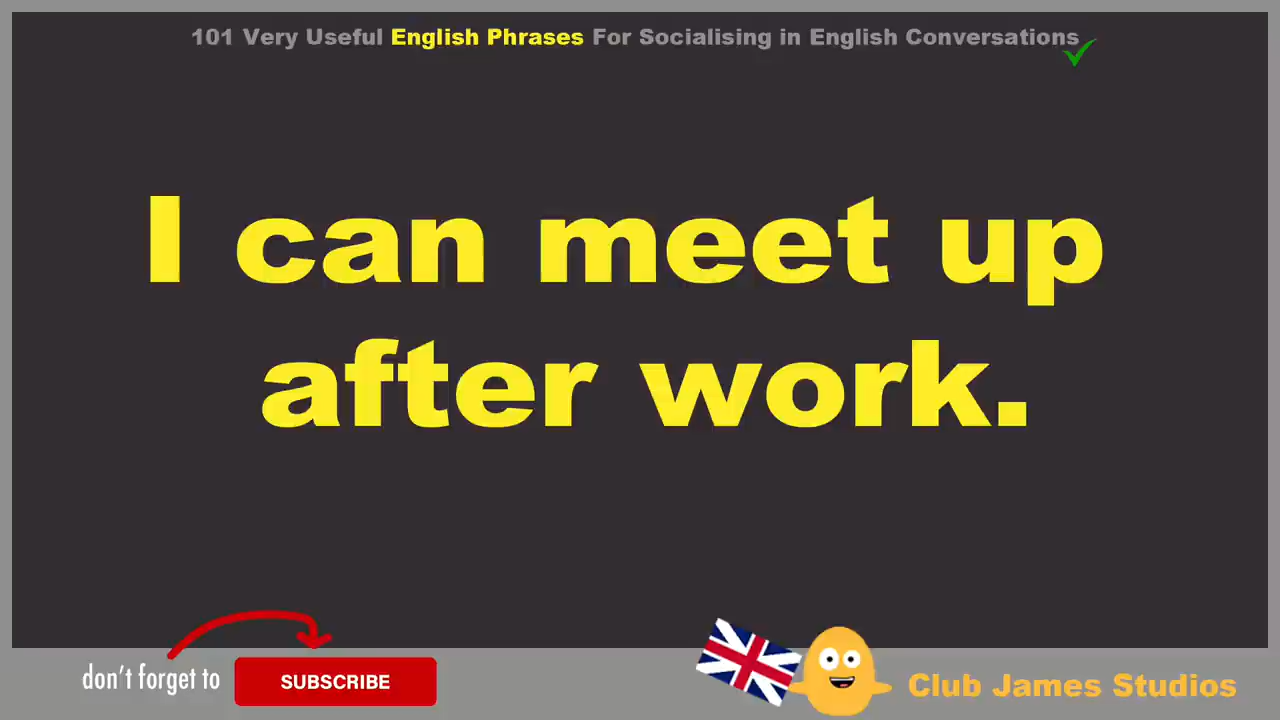 101 Very Useful English Phrases For Socialising in English Conversations
I can meet up
after work.
don't forget to
SUBSCRIBE
Club James Studios